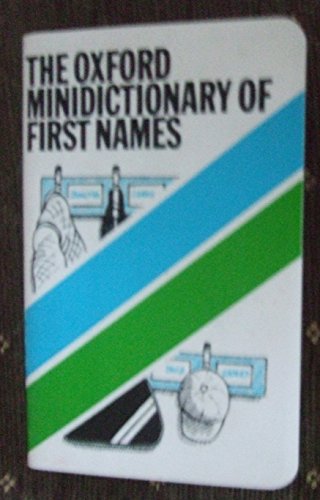 THE OXFORD
MINIDICTIONARY OF
FIRST NAMES